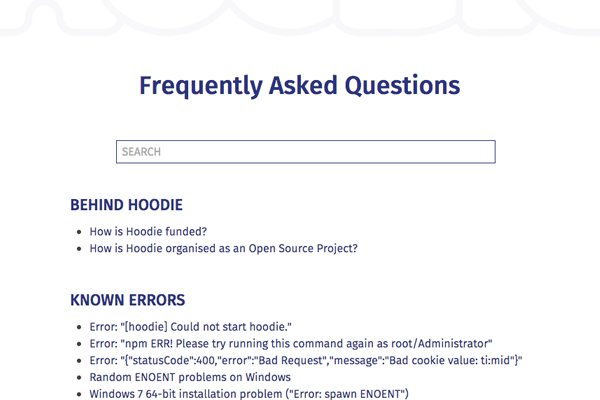 Frequently Asked Questions
SEARCH
BEHIND HOODIE
How is Hoodie funded?
How is Hoodie organised as an Open Source Project?
KNOWN ERRORS
Error: "[hoodie] Could not start hoodie."
Error: "npm ERR! Please try running this command again as root/Administrator"
Error: "{"statusCode":400,"error":"Bad Request","message":"Bad cookie value: ti:mid"}"
Random ENOENT problems on Windows
Windows 7 64-bit installation problem ("Error: spawn ENOENT")